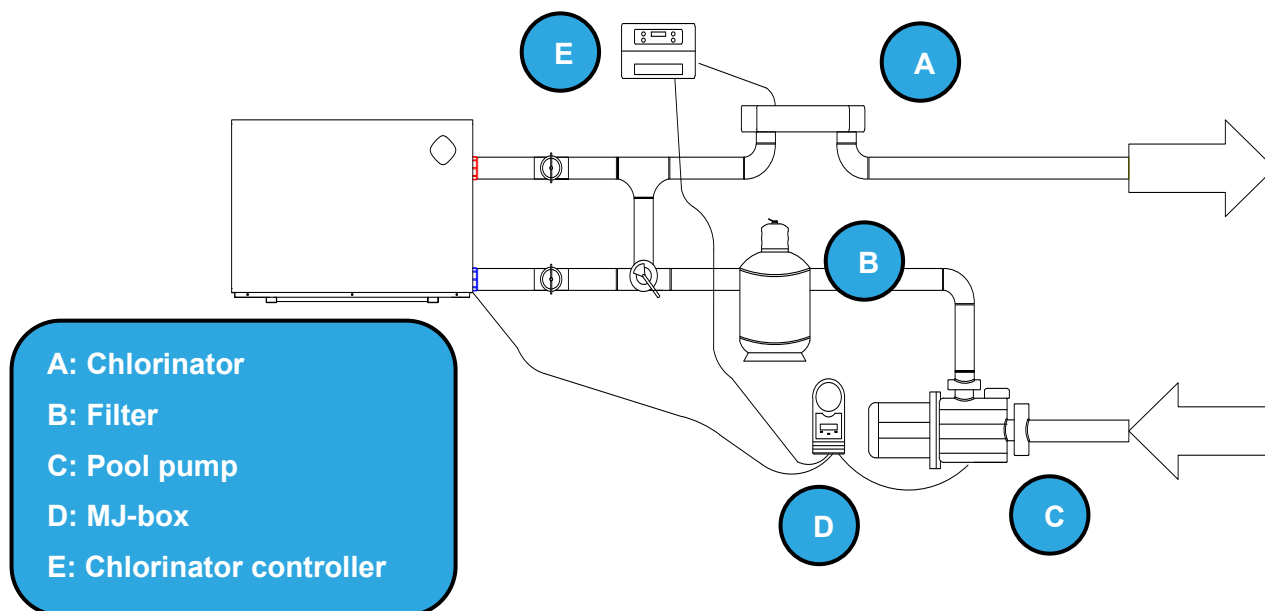 E
A
B
D
C
A: Chlorinator
B: Filter
C: Pool pump
D: MJ-box
E: Chlorinator controller